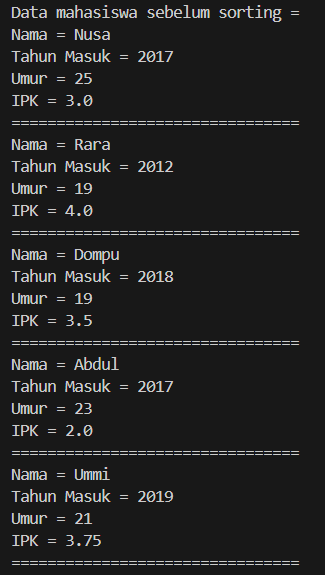 Data mahasiswa sebelum sorting =
Nama = Nusa
Tahun Masuk = 2017
Umur = 25
IPK = 3.0
================================
Nama = Rara
Tahun Masuk = 2012
Umur = 19
IPK = 4.0
================================
Nama = Dompu
Tahun Masuk = 2018
Umur = 19
IPK = 3.5
================================
Nama = Abdul
Tahun Masuk = 2017
Umur = 23
IPK = 2.0
================================
Nama = Ummi
Tahun Masuk = 2019
Umur = 21
IPK = 3.75
================================